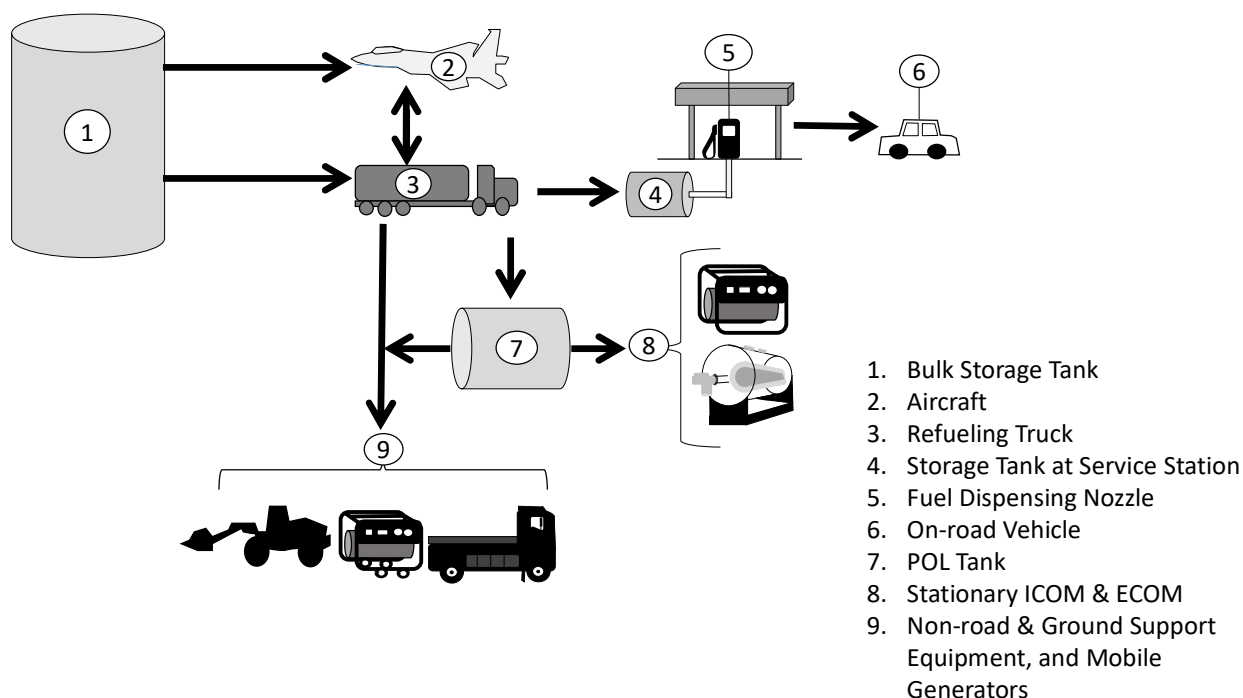 1
2
3
4
5
6
7
8
9
1. Bulk Storage Tank
2. Aircraft
3. Refueling Truck
4. Storage Tank at Service Station
5. Fuel Dispensing Nozzle
6. On-road Vehicle
7. POL Tank
8. Stationary ICOM & ECOM
9. Non-road & Ground Support
Equipment, and Mobile
Generators